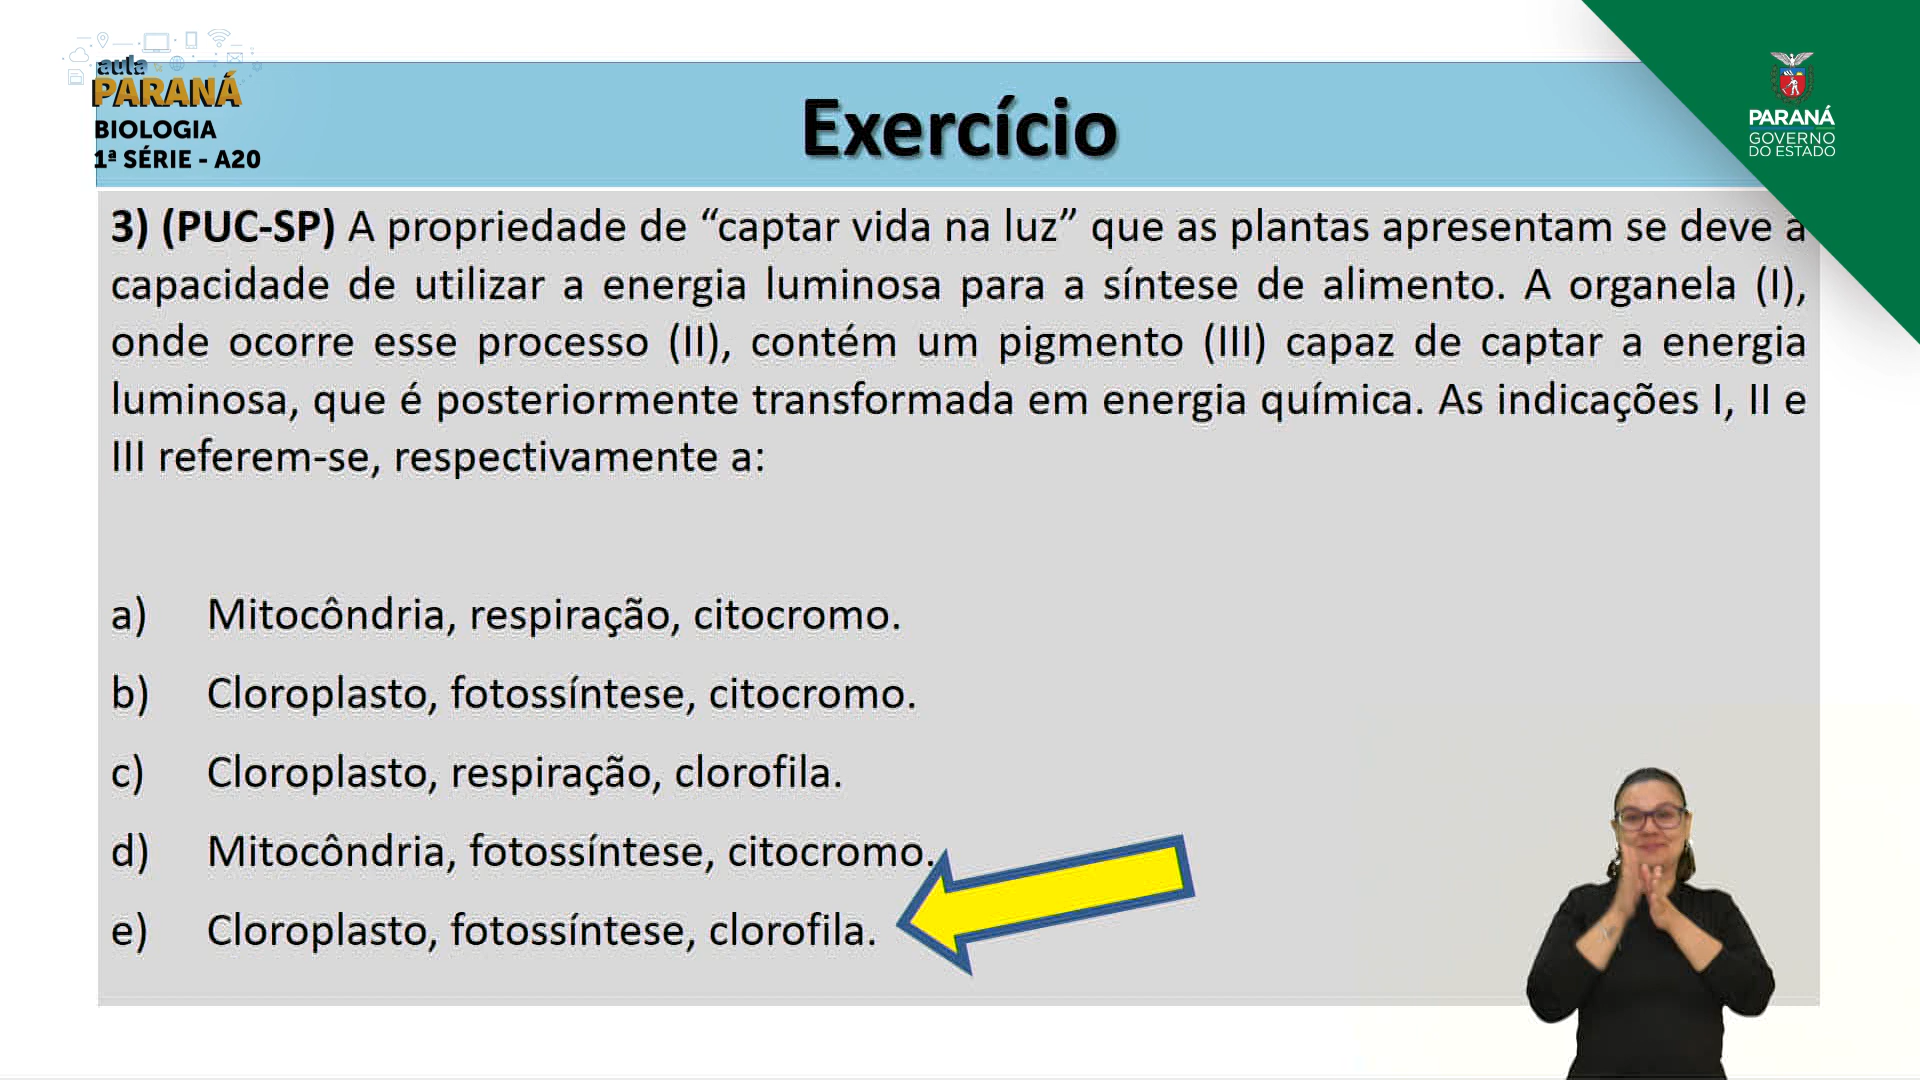 aula
PARANÁ
BIOLOGIA
1ª SÉRIE - A20
Exercício
PARANÁ
GOVERNO
DO ESTADO
3) (PUC-SP) A propriedade de “captar vida na luz” que as plantas apresentam se deve a
capacidade de utilizar a energia luminosa para a síntese de alimento. A organela (I),
onde ocorre esse processo (II), contém um pigmento (III) capaz de captar a energia
luminosa, que é posteriormente transformada em energia química. As indicações I, II e
III referem-se, respectivamente a:
a) Mitocôndria, respiração, citocromo.
b) Cloroplasto, fotossíntese, citocromo.
c) Cloroplasto, respiração, clorofila.
d) Mitocôndria, fotossíntese, citocromo.
e) Cloroplasto, fotossíntese, clorofila.